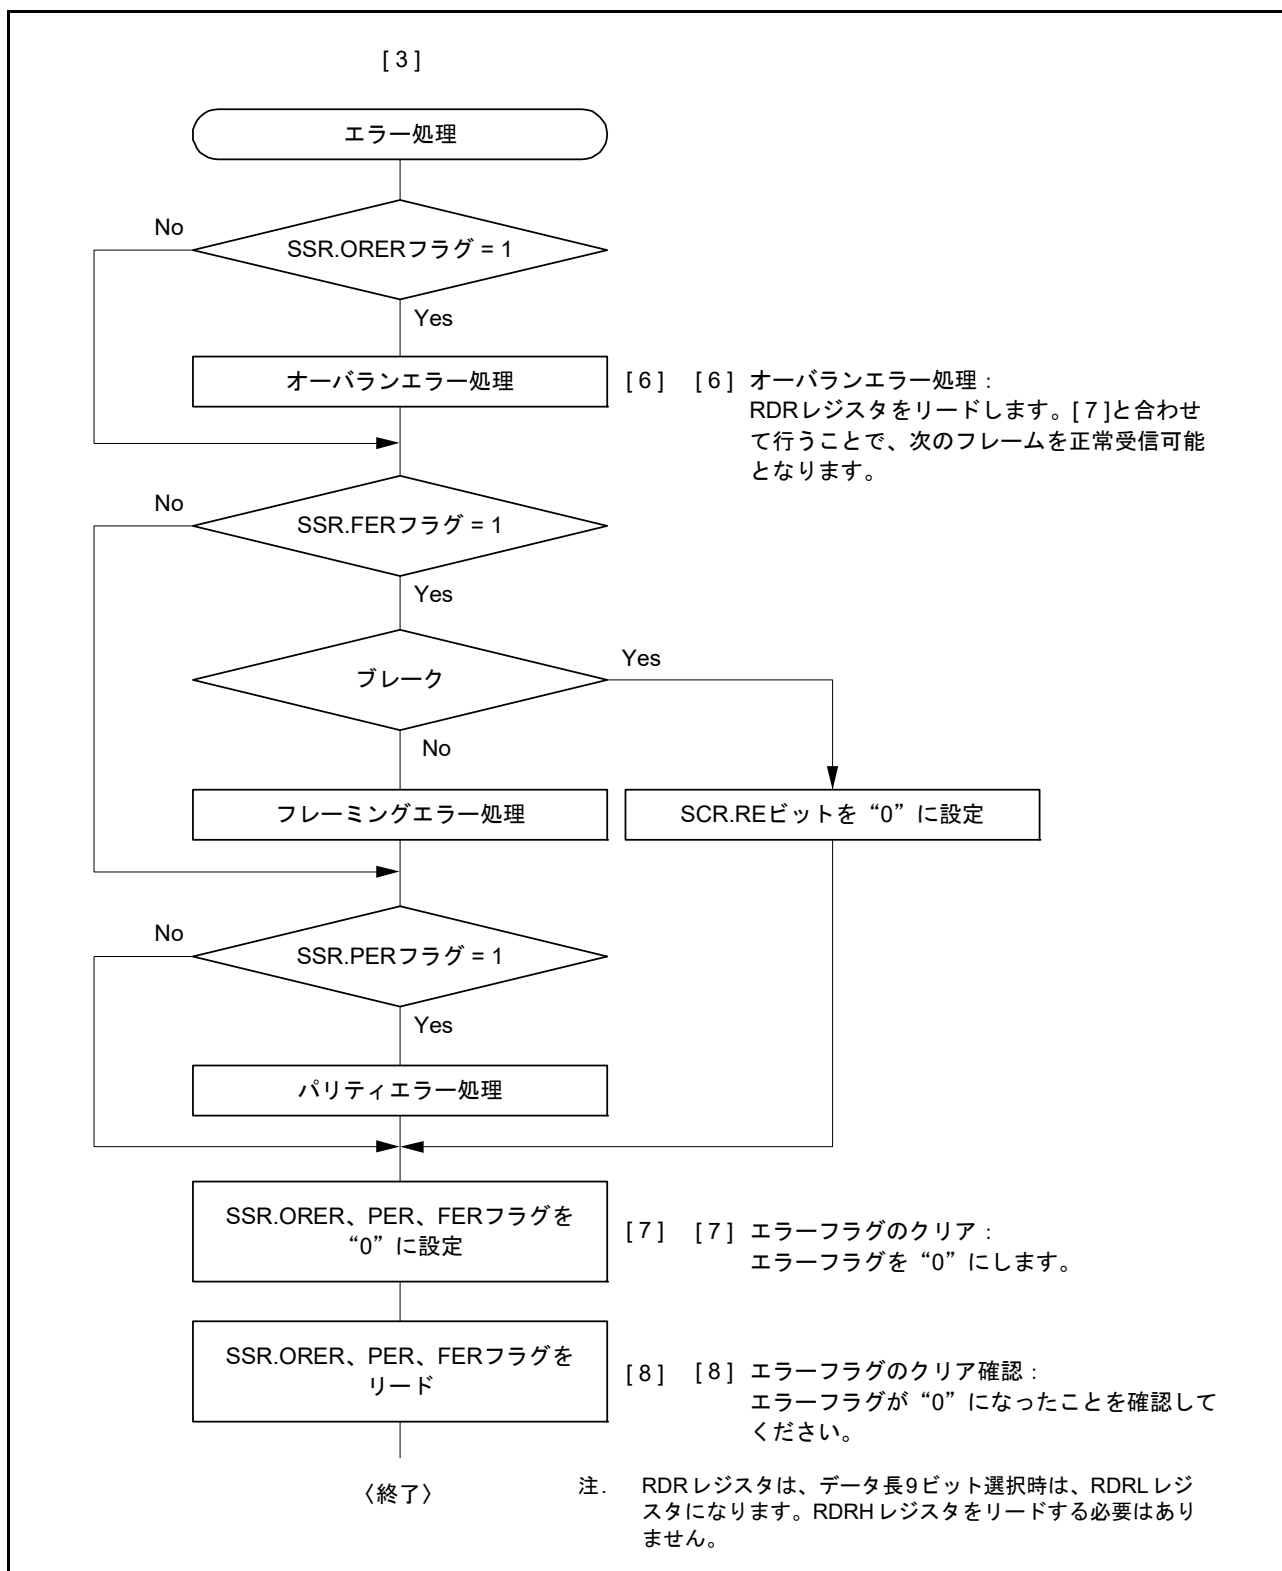 [ 3 ]
エラー処理
No
SSR.ORERフラグ = 1
Yes
オーバランエラー処理
[ 6 ]
[ 6 ] オーバランエラー処理：
RDRレジスタをリードします。[ 7 ]と合わせ
て行うことで、次のフレームを正常受信可能
となります。
No
SSR.FERフラグ = 1
Yes
ブレーク
Yes
No
フレーミングエラー処理
SCR.REビットを“0”に設定
No
SSR.PERフラグ = 1
Yes
パリティエラー処理
SSR.ORER、PER、FERフラグを
“0”に設定
[ 7 ]
[ 7 ] エラーフラグのクリア：
エラーフラグを“0”にします。
SSR.ORER、PER、FERフラグを
リード
[ 8 ]
[ 8 ] エラーフラグのクリア確認：
エラーフラグが“0”になったことを確認して
ください。
〈終了〉
注. RDRレジスタは、データ長9ビット選択時は、RDRLレジ
スタになります。RDRHレジスタをリードする必要はあり
ません。